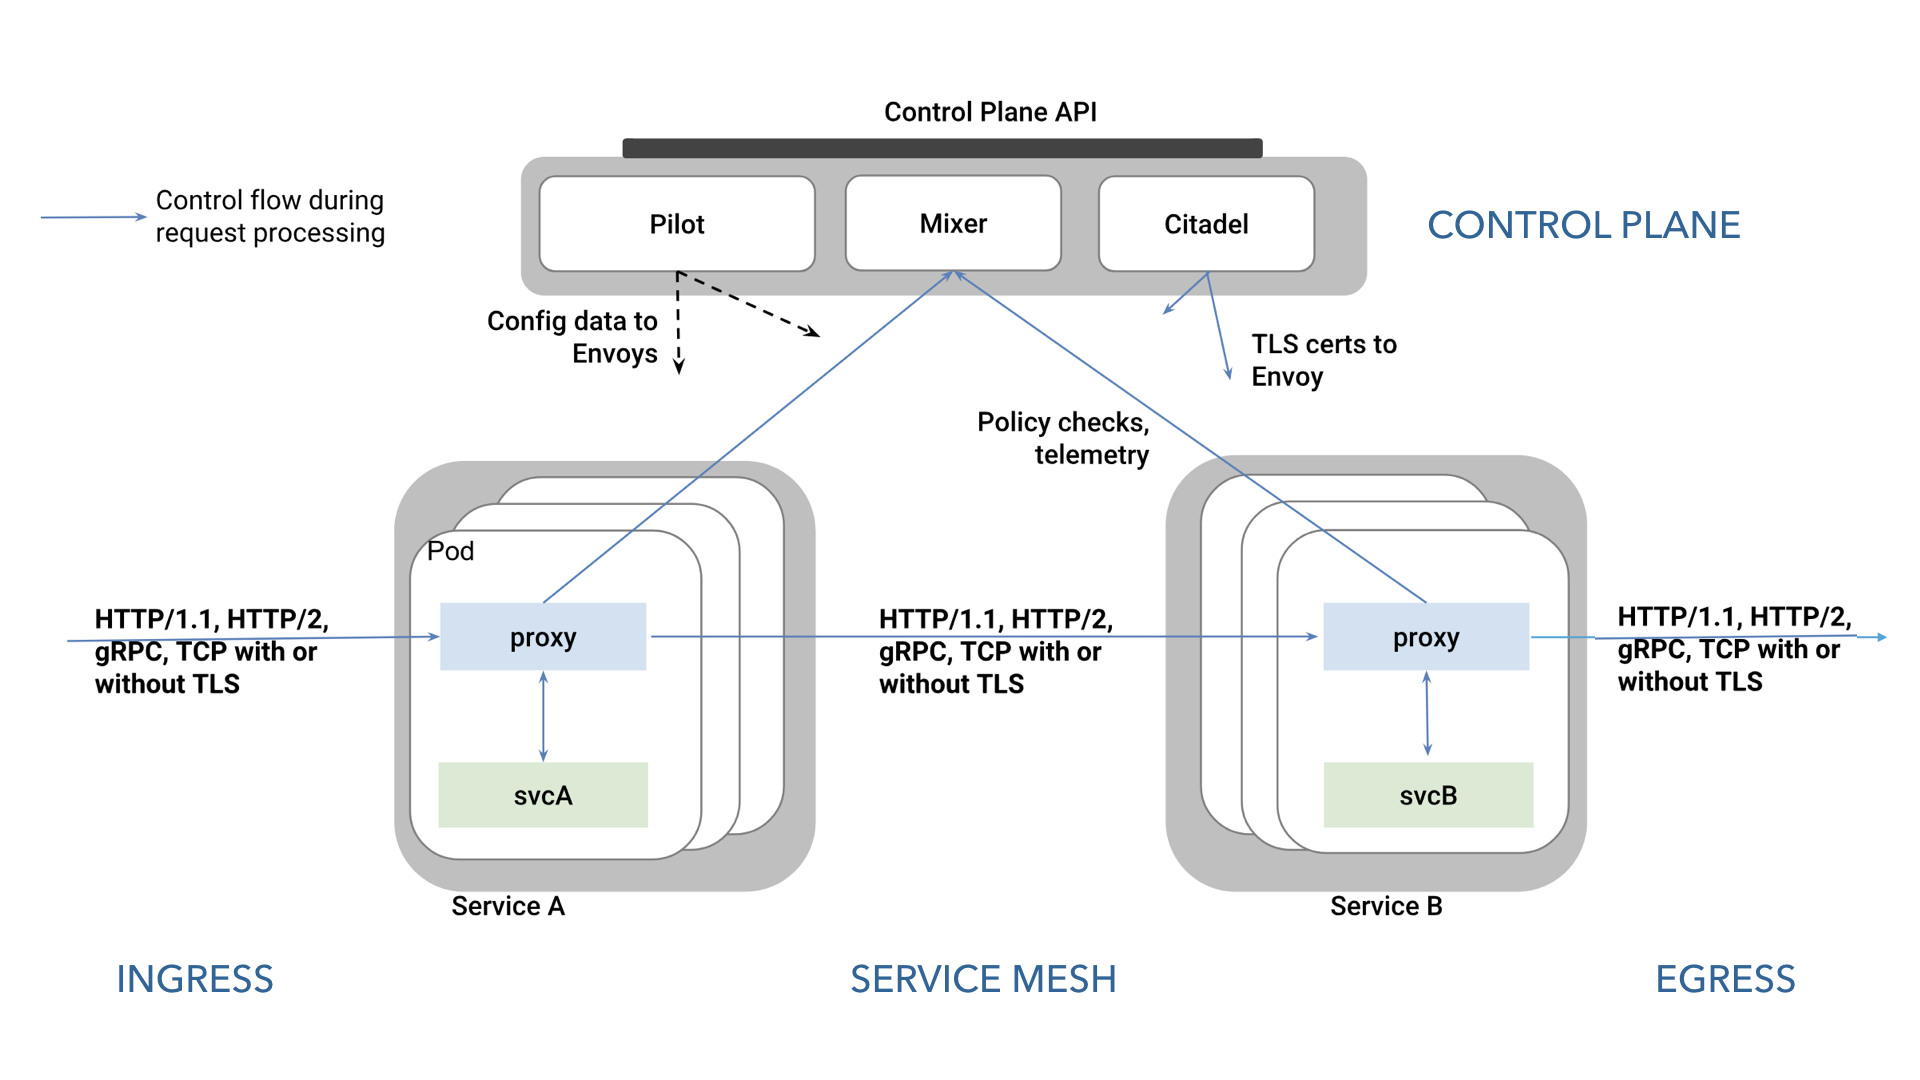 Control Plane API
Control flow during
request processing
Pilot
Mixer
Citadel
CONTROL PLANE
Config data to
Envoys
TLS certs to
Envoy
Policy checks,
telemetry
Pod
HTTP/1.1, HTTP/2,
gRPC, TCP with or
without TLS
proxy
HTTP/1.1, HTTP/2,
gRPC, TCP with or
without TLS
proxy
HTTP/1.1, HTTP/2,
gRPC, TCP with or
without TLS
svcA
svcB
Service A
Service B
INGRESS
SERVICE MESH
EGRESS